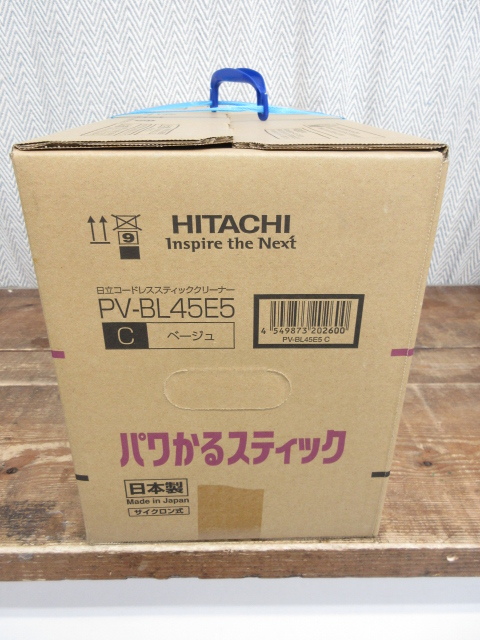 9
HITACHI
Inspire the Next
日立コードレススティッククリーナー
PV-BL45E5
C ベージュ
4 549873 202600
PV-BL45E5 C
パワかるスティック
日本製
Made in Japan
サイクロン式